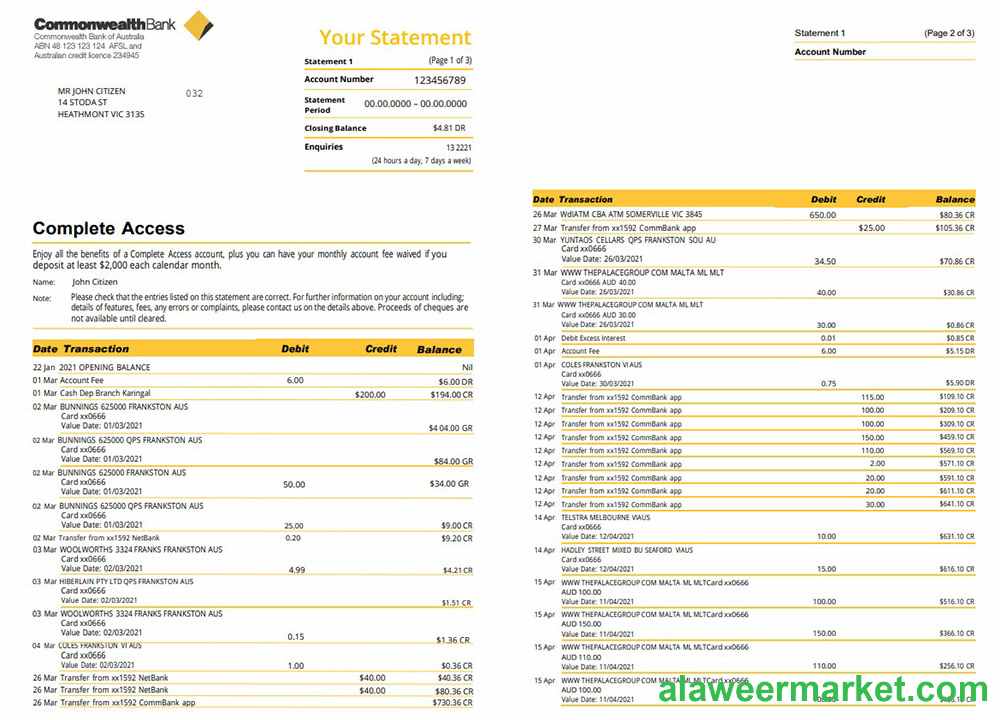 CommonwealthBank
Commonwealth Bank of Australia
ABN 48 123 123 124 AFSL and
Australian credit licence 234945
MR JOHN CITIZEN
14 STODA ST
HEATHMONT VIC 3135
032
Your Statement
Statement 1 (Page 1 of 3)
Account Number 123456789
Statement Period 00.00.0000 – 00.00.0000
Closing Balance $4.81 DR
Enquiries 13 2221
(24 hours a day, 7 days a week)
Complete Access
Enjoy all the benefits of a Complete Access account, plus you can have your monthly account fee waived if you
deposit at least $2,000 each calendar month.
Name: John Citizen
Note: Please check that the entries listed on this statement are correct. For further information on your account including;
details of features, fees, any errors or complaints, please contact us on the details above. Proceeds of cheques are
not available until cleared.
Date Transaction Debit Credit Balance
22 Jan 2021 OPENING BALANCE Nil
01 Mar Account Fee 6.00 $6.00 DR
01 Mar Cash Dep Branch Karingal $200.00 $194.00 CR
02 Mar BUNNINGS 625000 FRANKSTON AUS
Card xx0666
Value Date: 01/03/2021 $4 04.00 GR
02 Mar BUNNINGS 625000 QPS FRANKSTON AUS
Card xx0666
Value Date: 01/03/2021 $84.00 GR
02 Mar BUNNINGS 625000 FRANKSTON AUS
Card xx0666
Value Date: 01/03/2021 50.00 $34.00 GR
02 Mar BUNNINGS 625000 QPS FRANKSTON AUS
Card xx0666
Value Date: 01/03/2021 25.00 $9.00 CR
02 Mar Transfer from xx1592 NetBank 0.20 $9.20 CR
03 Mar WOOLWORTHS 3324 FRANKS FRANKSTON AUS
Card xx0666
Value Date: 02/03/2021 4,99 $4.21 CR
03 Mar HIBERLAIN PTY LTD QPS FRANKSTON AUS
Card xx0666
Value Date: 02/03/2021 $1.51 CR
03 Mar WOOLWORTHS 3324 FRANKS FRANKSTON AUS
Card xx0666
Value Date: 02/03/2021 0.15 $1.36 CR
04 Mar COLES FRANKSTON VI AUS
Card xx0666
Value Date: 02/03/2021 1.00 $0.36 CR
26 Mar Transfer from xx1592 NetBank $40.00 $40.36 CR
26 Mar Transfer from xx1592 NetBank $40.00 $80.36 CR
26 Mar Transfer from xx1592 CommBank app $730.36 CR
Statement 1 (Page 2 of 3)
Account Number
Date Transaction Debit Credit Balance
26 Mar WdlATM CBA ATM SOMERVILLE VIC 3845 650.00 $80.36 CR
27 Mar Transfer from xx1592 CommBank app $25.00 $105.36 CR
30 Mar YUNTAOS CELLARS QPS FRANKSTON SOU AU
Card xx0666
Value Date: 26/03/2021 34.50 $70.86 CR
31 Mar WWW THEPALACEGROUP COM MALTA ML MLT
Card xx0666 AUD 40.00
Value Date: 26/03/2021 40.00 $30.86 CR
31 Mar WWW THEPALACEGROUP COM MALTA ML MLT
Card xx0666 AUD 30.00
Value Date: 26/03/2021 30.00 $0.86 CR
01 Apr Debit Excess Interest 0.01 $0.85 CR
01 Apr Account Fee 6.00 $5.15 DR
01 Apr COLES FRANKSTON VI AUS
Card xx0666
Value Date: 30/03/2021 0.75 $5.90 DR
12 Apr Transfer from xx1592 CommBank app 115.00 $109.10 CR
12 Apr Transfer from xx1592 CommBank app 100.00 $209.10 CR
12 Apr Transfer from xx1592 CommBank app 100.00 $309.10 CR
12 Apr Transfer from xx1592 CommBank app 150.00 $459.10 CR
12 Apr Transfer from xx1592 CommBank app 110.00 $569.10 CR
12 Apr Transfer from xx1592 CommBank app 2.00 $571.10 CR
12 Apr Transfer from xx1592 CommBank app 20.00 $591.10 CR
12 Apr Transfer from xx1592 CommBank app 20.00 $611.10 CR
12 Apr Transfer from xx1592 CommBank app 30.00 $641.10 CR
14 Apr TELSTRA MELBOURNE VIAUS
Card xx0666
Value Date: 12/04/2021 10.00 $631.10 CR
14 Apr HADLEY STREET MIXED BU SEAFORD VIAUS
Card xx0666
Value Date: 12/04/2021 15.00 $616.10 CR
15 Apr WWW THEPALACEGROUP COM MALTA ML MLTCard xx0666
AUD 100.00
Value Date: 11/04/2021 100.00 $516.10 CR
15 Apr WWW THEPALACEGROUP COM MALTA ML MLTCard xx0666
AUD 150.00
Value Date: 11/04/2021 150.00 $366.10 CR
15 Apr WWW THEPALACEGROUP COM MALTA ML MLTCard xx0666
AUD 110.00
Value Date: 11/04/2021 110.00 $256.10 CR
15 Apr WWW THEPALACEGROUP COM MALTA ML MLTCard xx0666
AUD 100.00
Value Date: 11/04/2021
alaweermarket.com